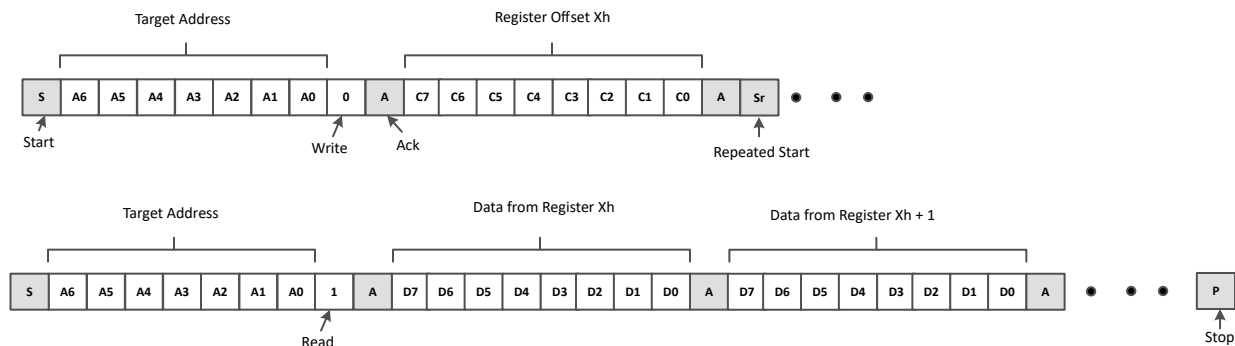 Target Address Register Offset Xh
S A6 A5 A4 A3 A2 A1 A0 0 A C7 C6 C5 C4 C3 C2 C1 C0 A Sr
Start Write Ack Repeated Start
Target Address Data from Register Xh Data from Register Xh + 1
S A6 A5 A4 A3 A2 A1 A0 1 A D7 D6 D5 D4 D3 D2 D1 D0 A D7 D6 D5 D4 D3 D2 D1 D0 A P
Read Stop